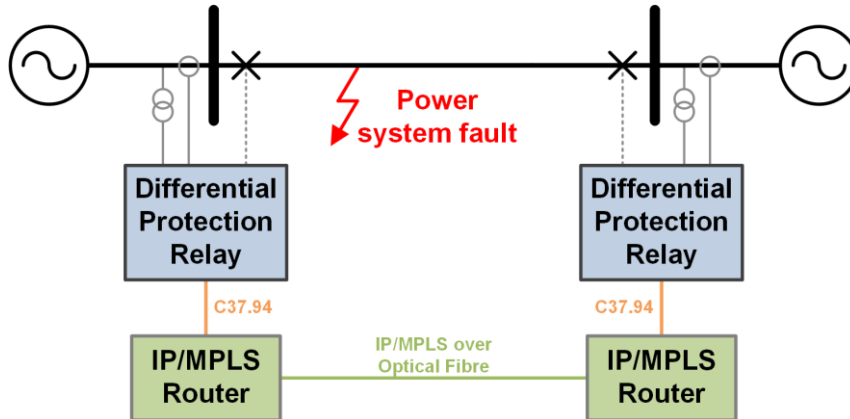 Power
system fault
Differential
Protection
Relay
Differential
Protection
Relay
C37.94
C37.94
IP/MPLS over
Optical Fibre
IP/MPLS
Router
IP/MPLS
Router